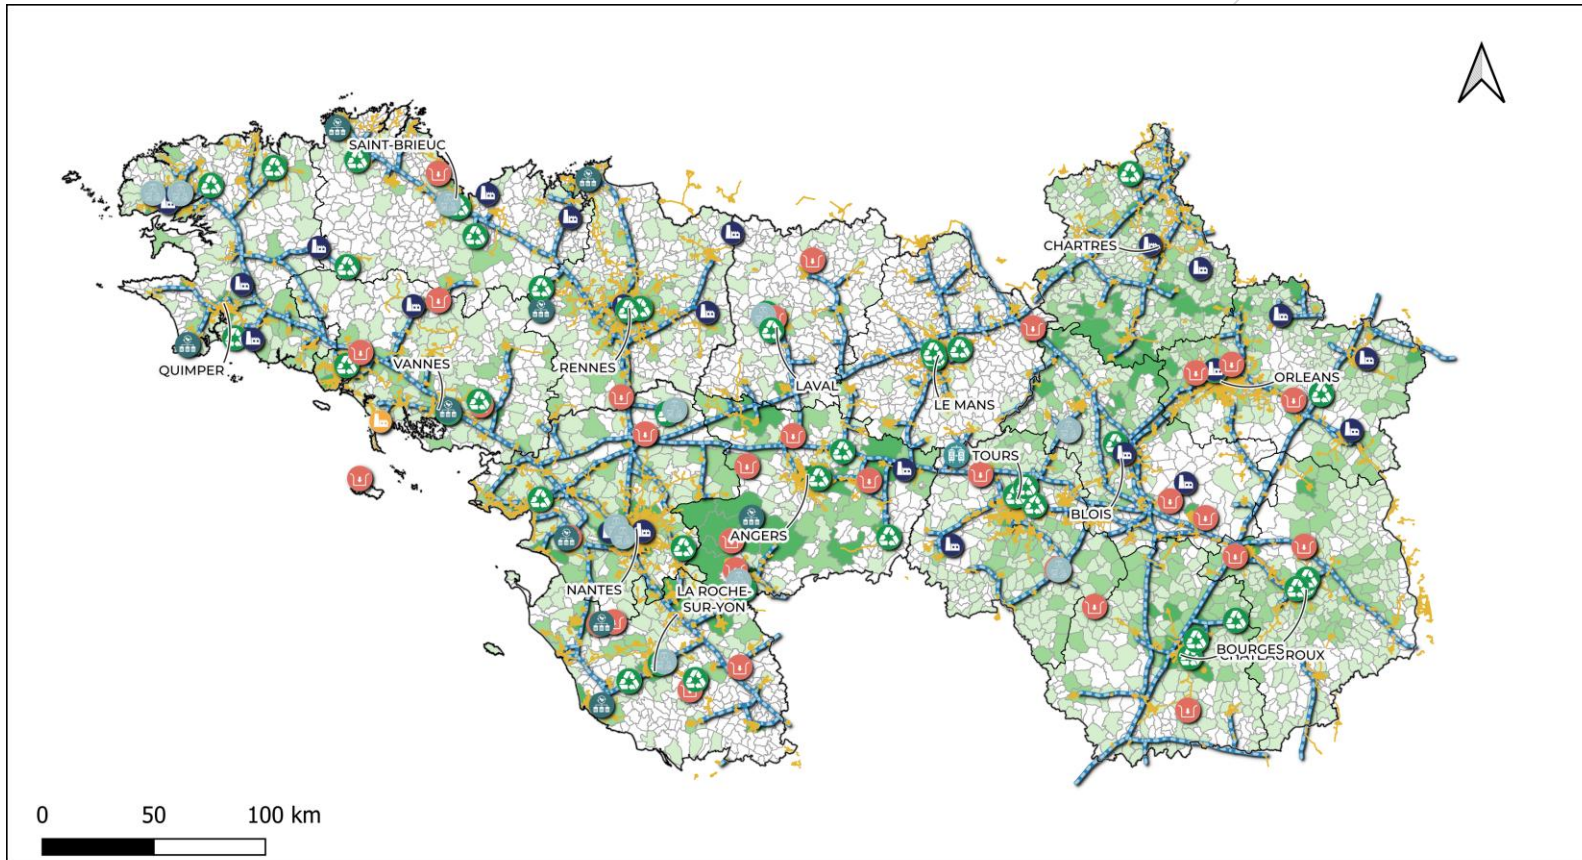 SAINT-BRIEUC
CHARTRES
QUIMPER
VANNES
RENNES
LAVAL
LE MANS
ORLEANS
TOURS
BLOIS
ANGERS
NANTES
LA ROCHE-
SUR-YON
BOURGES
0 50 100 km